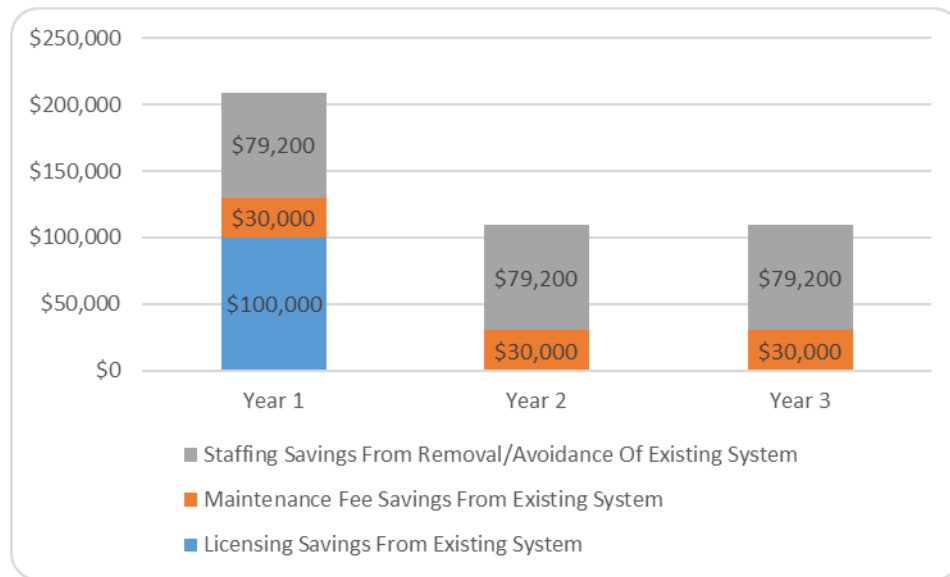 $250,000
$200,000
$150,000
$100,000
$50,000
$0
$79,200
$30,000
$100,000
$79,200
$30,000
$79,200
$30,000
Year 1
Year 2
Year 3
Staffing Savings From Removal/Avoidance Of Existing System
Maintenance Fee Savings From Existing System
Licensing Savings From Existing System